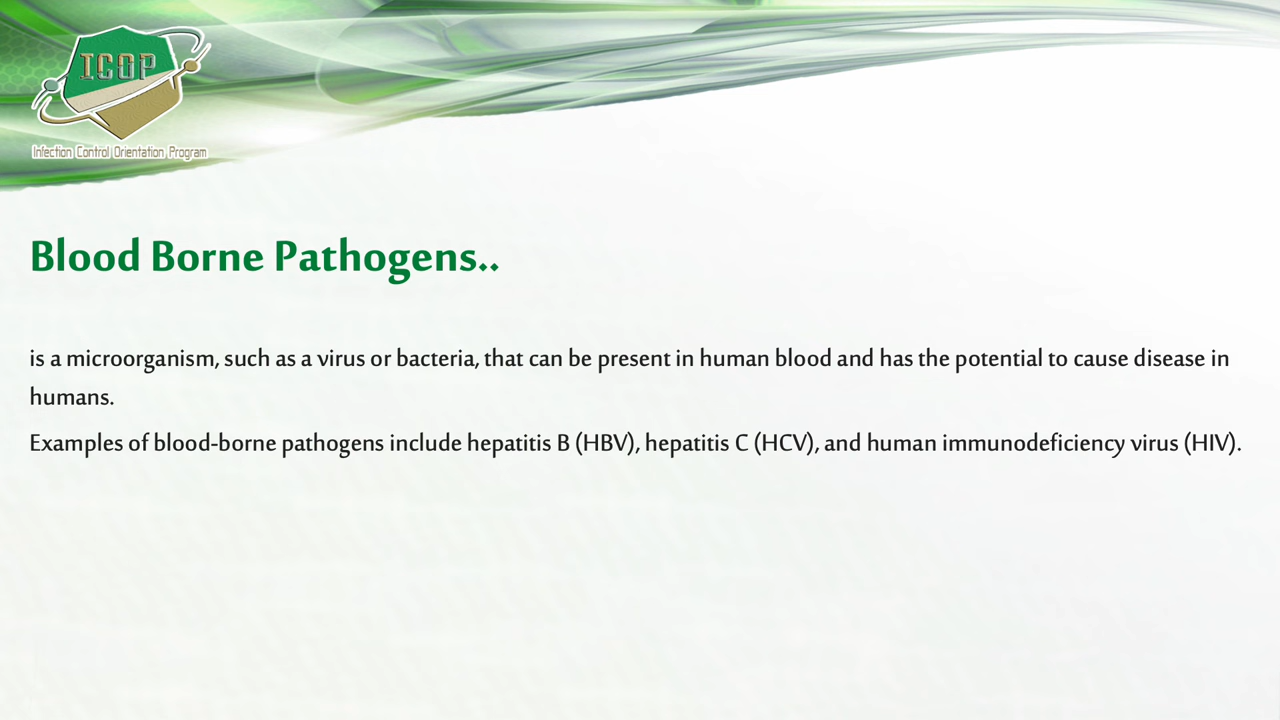 ICOP
Infection Control Orientation Program
Blood Borne Pathogens..
is a microorganism, such as a virus or bacteria, that can be present in human blood and has the potential to cause disease in
humans.
Examples of blood-borne pathogens include hepatitis B (HBV), hepatitis C (HCV), and human immunodeficiency virus (HIV).